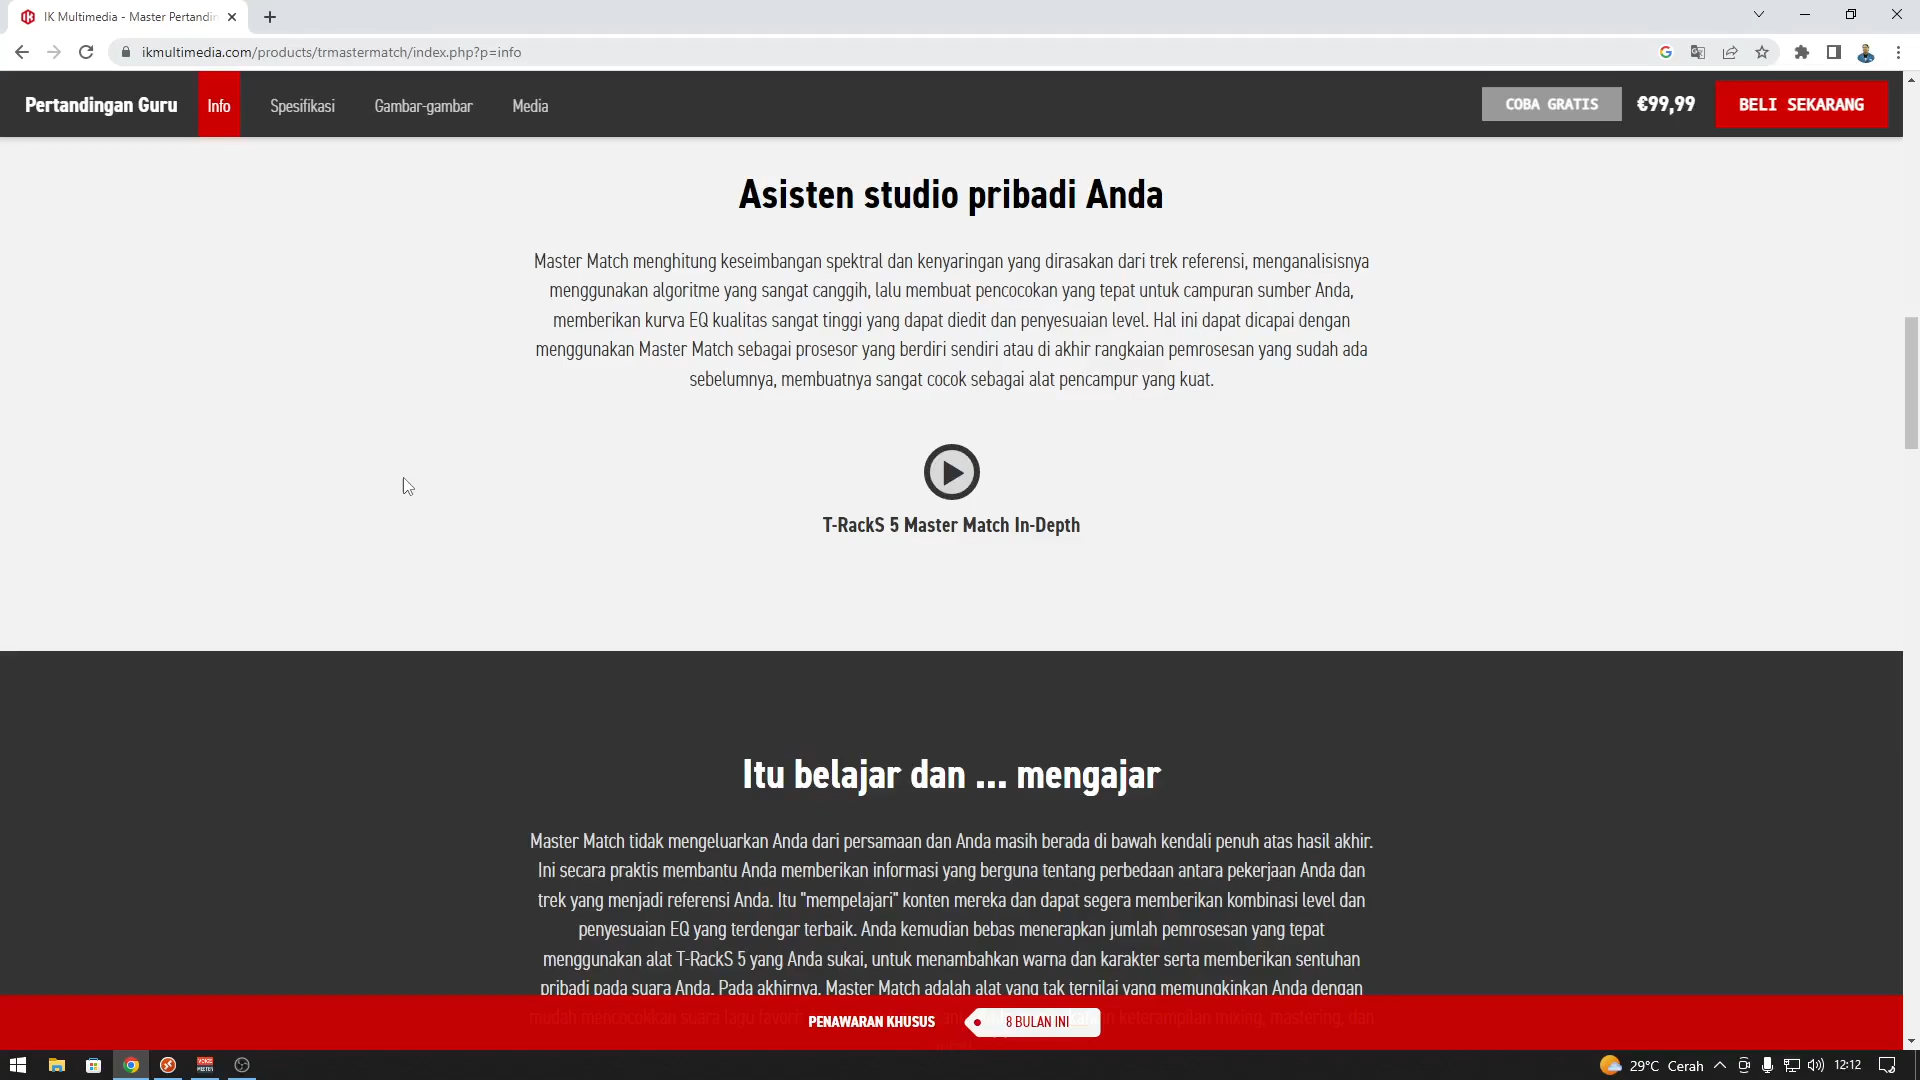 IK Multimedia - Master Pertandin
ikmultimedia.com/products/trmastermatch/index.php?p=info
Pertandingan Guru
Info
Spesifikasi
Gambar-gambar
Media
COBA GRATIS
€99,99
BELI SEKARANG
Asisten studio pribadi Anda
Master Match menghitung keseimbangan spektral dan kenyaringan yang dirasakan dari trek referensi, menganalisisnya
menggunakan algoritme yang sangat canggih, lalu membuat pencocokan yang tepat untuk campuran sumber Anda,
memberikan kurva EQ kualitas sangat tinggi yang dapat diedit dan penyesuaian level. Hal ini dapat dicapai dengan
menggunakan Master Match sebagai prosesor yang berdiri sendiri atau di akhir rangkaian pemrosesan yang sudah ada
sebelumnya, membuatnya sangat cocok sebagai alat pencampur yang kuat.
T-RackS 5 Master Match In-Depth
Itu belajar dan ... mengajar
Master Match tidak mengeluarkan Anda dari persamaan dan Anda masih berada di bawah kendali penuh atas hasil akhir.
Ini secara praktis membantu Anda memberikan informasi yang berguna tentang perbedaan antara pekerjaan Anda dan
trek yang menjadi referensi Anda. Itu "mempelajari" konten mereka dan dapat segera memberikan kombinasi level dan
penyesuaian EQ yang terdengar terbaik. Anda kemudian bebas menerapkan jumlah pemrosesan yang tepat
menggunakan alat T-RackS 5 yang Anda sukai, untuk menambahkan warna dan karakter serta memberikan sentuhan
pribadi pada suara Anda. Pada akhirnya, Master Match adalah alat yang tak ternilai yang memungkinkan Anda dengan
mudah mencocokkan suara lagu keterampilan mixing, mastering, dan
PENAWARAN KHUSUS
8 BULAN INI
29°C Cerah
12:12